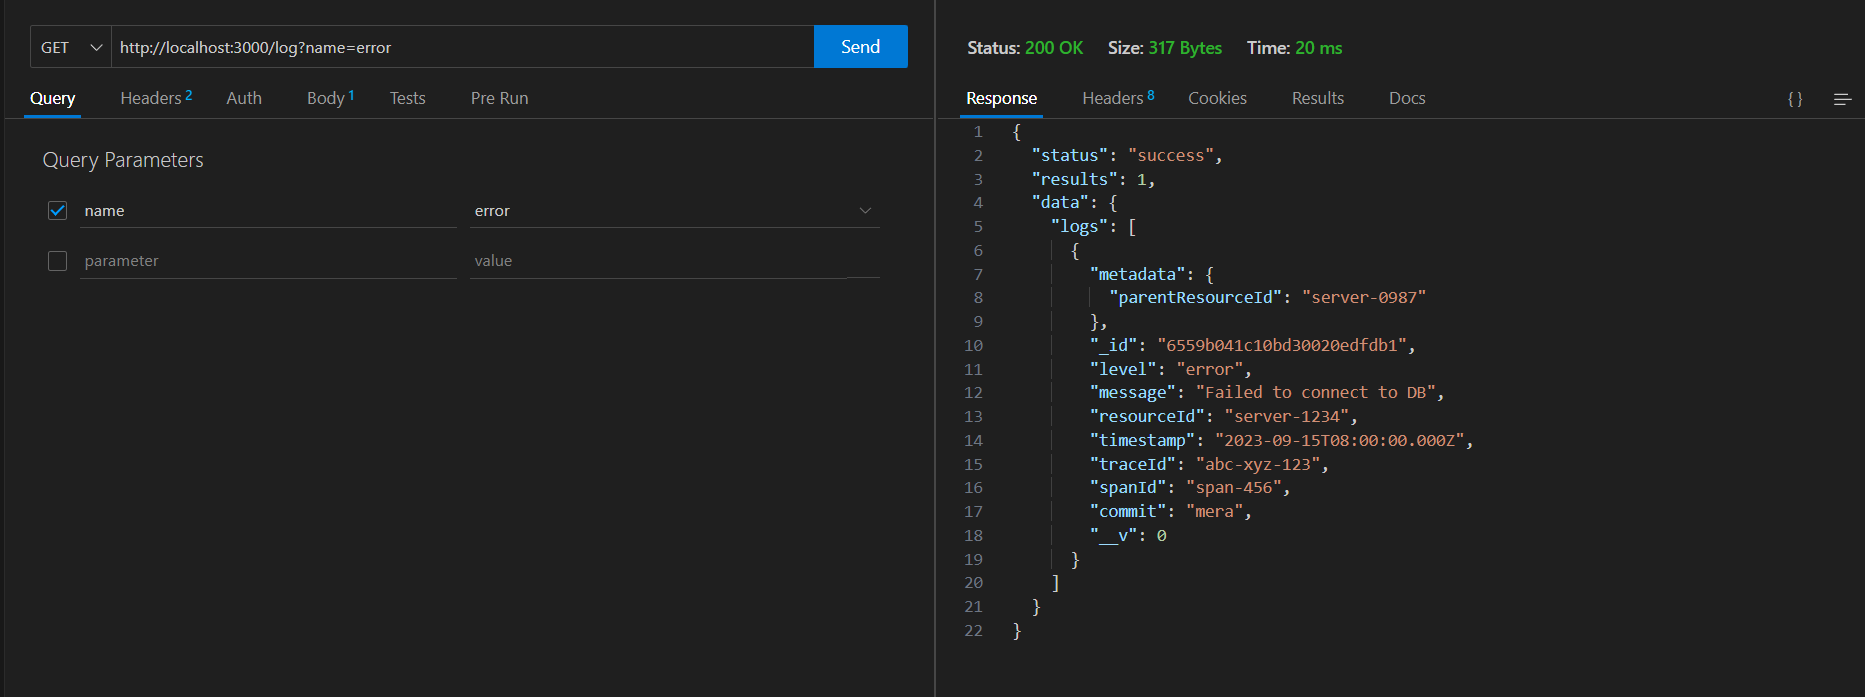 GET http://localhost:3000/log?name=error Send
Query Headers 2 Auth Body 1 Tests Pre Run
Query Parameters
name error
parameter value
Status: 200 OK Size: 317 Bytes Time: 20 ms
Response Headers 8 Cookies Results Docs { }
1 {
2 "status": "success",
3 "results": 1,
4 "data": {
5 "logs": [
6 {
7 "metadata": {
8 "parentResourceId": "server-0987"
9 },
10 "_id": "6559b041c10bd30020edfdb1",
11 "level": "error",
12 "message": "Failed to connect to DB",
13 "resourceId": "server-1234",
14 "timestamp": "2023-09-15T08:00:00.000Z",
15 "traceId": "abc-xyz-123",
16 "spanId": "span-456",
17 "commit": "mera",
18 "__v": 0
19 }
20 ]
21 }
22 }